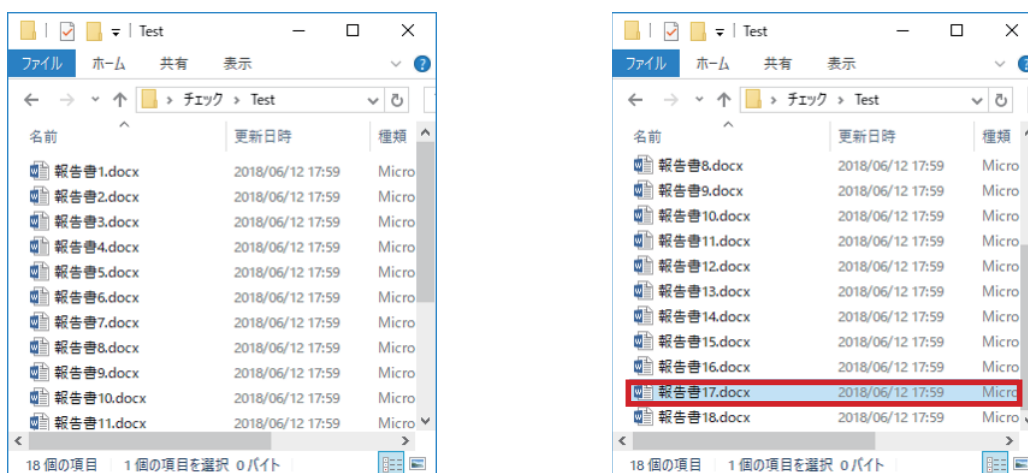 Test
ファイル ホーム 共有 表示
チェック > Test
名前 更新日時 種類
報告書1.docx 2018/06/12 17:59 Micro
報告書2.docx 2018/06/12 17:59 Micro
報告書3.docx 2018/06/12 17:59 Micro
報告書4.docx 2018/06/12 17:59 Micro
報告書5.docx 2018/06/12 17:59 Micro
報告書6.docx 2018/06/12 17:59 Micro
報告書7.docx 2018/06/12 17:59 Micro
報告書8.docx 2018/06/12 17:59 Micro
報告書9.docx 2018/06/12 17:59 Micro
報告書10.docx 2018/06/12 17:59 Micro
報告書11.docx 2018/06/12 17:59 Micro
18 個の項目 1 個の項目を選択 0 バイト
Test
ファイル ホーム 共有 表示
チェック > Test
名前 更新日時 種類
報告書8.docx 2018/06/12 17:59 Micro
報告書9.docx 2018/06/12 17:59 Micro
報告書10.docx 2018/06/12 17:59 Micro
報告書11.docx 2018/06/12 17:59 Micro
報告書12.docx 2018/06/12 17:59 Micro
報告書13.docx 2018/06/12 17:59 Micro
報告書14.docx 2018/06/12 17:59 Micro
報告書15.docx 2018/06/12 17:59 Micro
報告書16.docx 2018/06/12 17:59 Micro
報告書17.docx 2018/06/12 17:59 Micro
報告書18.docx 2018/06/12 17:59 Micro
18 個の項目 1 個の項目を選択 0 バイト